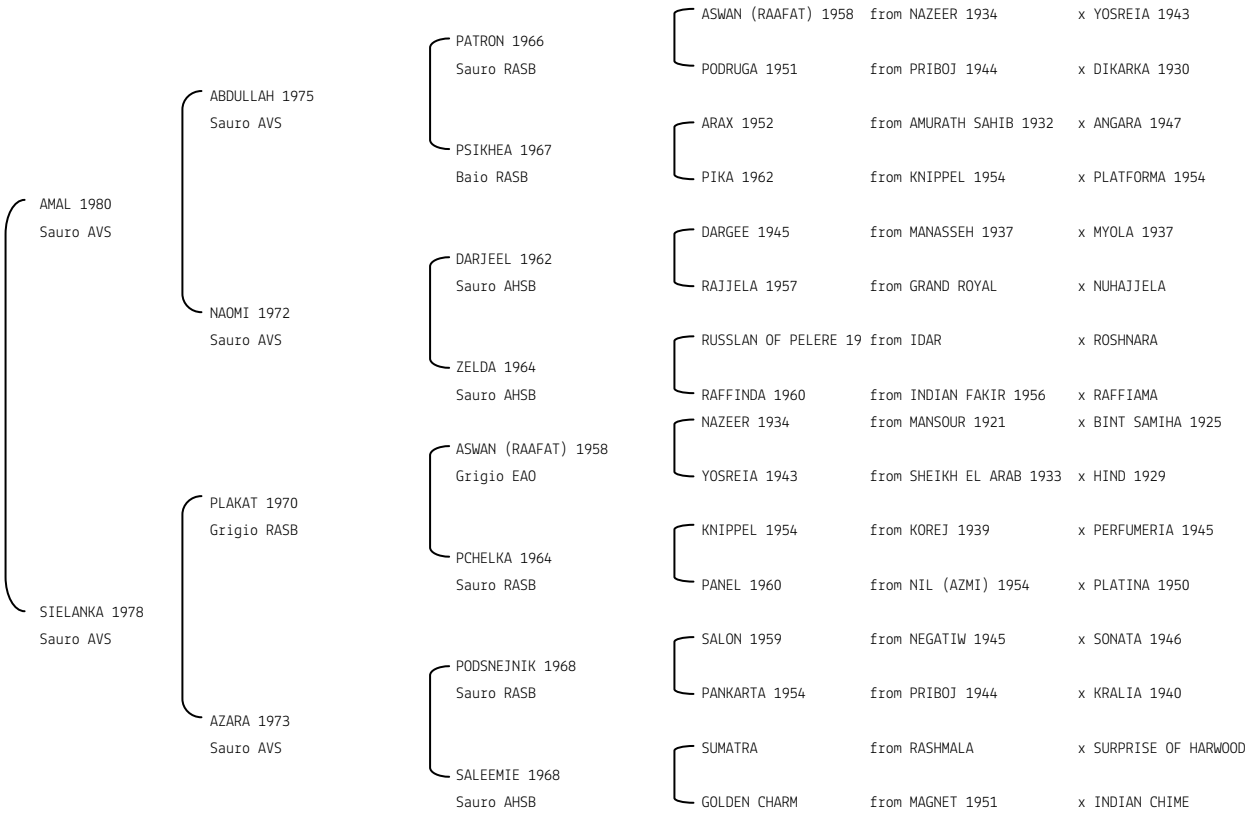 ASWAN (RAAFAT) 1958 from NAZEER 1934 x YOSREIA 1943
PATRON 1966
Sauro RASB PODRUGA 1951 from PRIBOJ 1944 x DIKARKA 1930
ABDULLAH 1975
Sauro AVS ARAX 1952 from AMURATH SAHIB 1932 x ANGARA 1947
PSIKHEA 1967
Baio RASB PIKA 1962 from KNIPPEL 1954 x PLATFORMA 1954
AMAL 1980
Sauro AVS DARGEE 1945 from MANASSEH 1937 x MYOLA 1937
DARJEEL 1962
Sauro AHSB RAJJELA 1957 from GRAND ROYAL x NUHAJJELA
NAOMI 1972
Sauro AVS RUSSLAN OF PELERE 19 from IDAR x ROSHNARA
ZELDA 1964
Sauro AHSB RAFFINDA 1960 from INDIAN FAKIR 1956 x RAFFIAMA
NAZEER 1934 from MANSOUR 1921 x BINT SAMIHA 1925
ASWAN (RAAFAT) 1958
Grigio EAO YOSREIA 1943 from SHEIKH EL ARAB 1933 x HIND 1929
PLAKAT 1970
Grigio RASB KNIPPEL 1954 from KOREJ 1939 x PERFUMERIA 1945
PCHELKA 1964
Sauro RASB PANEL 1960 from NIL (AZMI) 1954 x PLATINA 1950
SIELANKA 1978
Sauro AVS SALON 1959 from NEGATIW 1945 x SONATA 1946
PODSNEJNIK 1968
Sauro RASB PANKARTA 1954 from PRIBOJ 1944 x KRALIA 1940
AZARA 1973
Sauro AVS SUMATRA from RASHMALA x SURPRISE OF HARWOOD
SALEEMIE 1968
Sauro AHSB GOLDEN CHARM from MAGNET 1951 x INDIAN CHIME